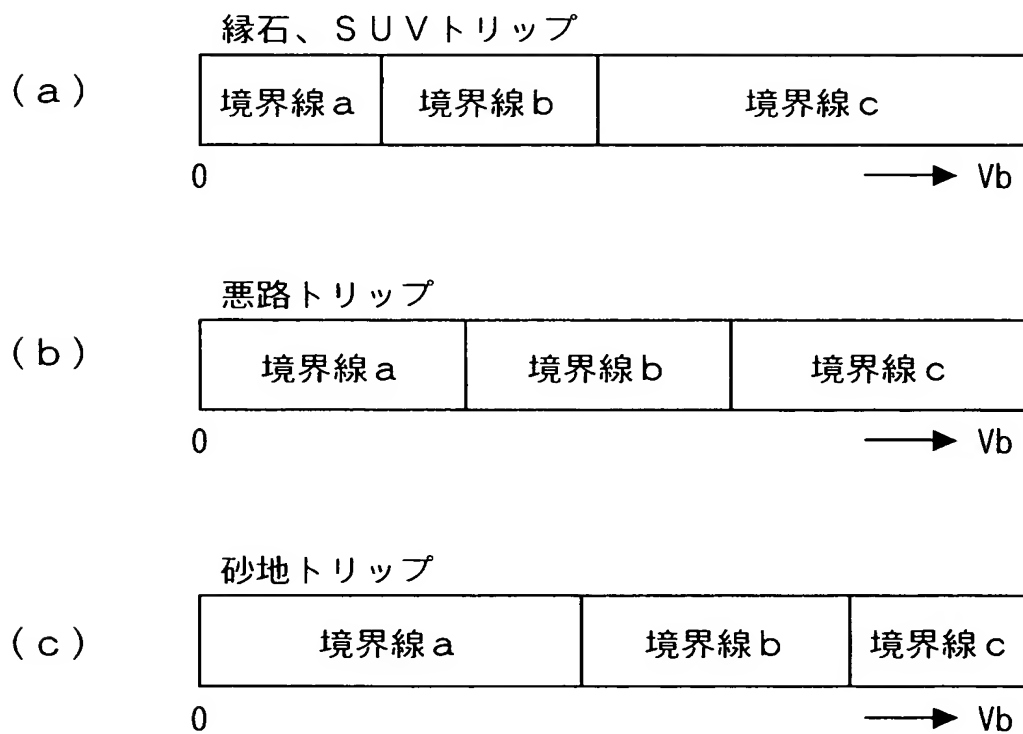 縁石、ＳＵＶトリップ
(a)
境界線a 境界線b 境界線c
0 Vb
悪路トリップ
(b)
境界線a 境界線b 境界線c
0 Vb
砂地トリップ
(c)
境界線a 境界線b 境界線c
0 Vb